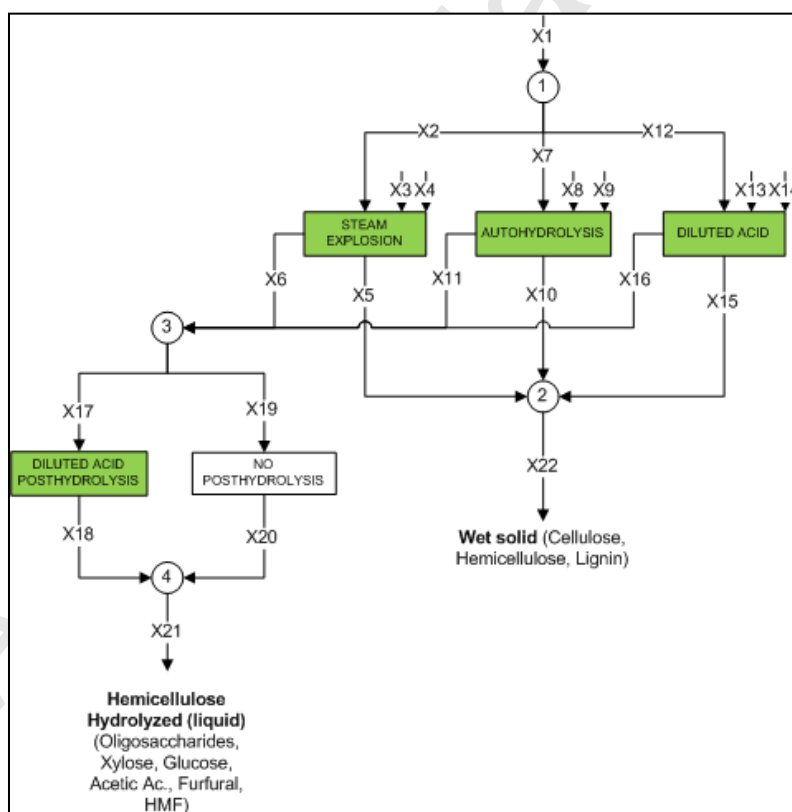 X1
1
X2
X7
X12
X3
X4
X8
X9
X13
X14
STEAM
EXPLOSION
AUTOHYDROLYSIS
DILUTED ACID
X6
X5
X11
X10
X16
X15
3
2
X17
X19
X22
DILUTED ACID
POSTHYDROLYSIS
NO
POSTHYDROLYSIS
X18
X20
Wet solid (Cellulose,
Hemicellulose, Lignin)
4
X21
Hemicellulose
Hydrolyzed (liquid)
(Oligosaccharides,
Xylose, Glucose,
Acetic Ac., Furfural,
HMF)